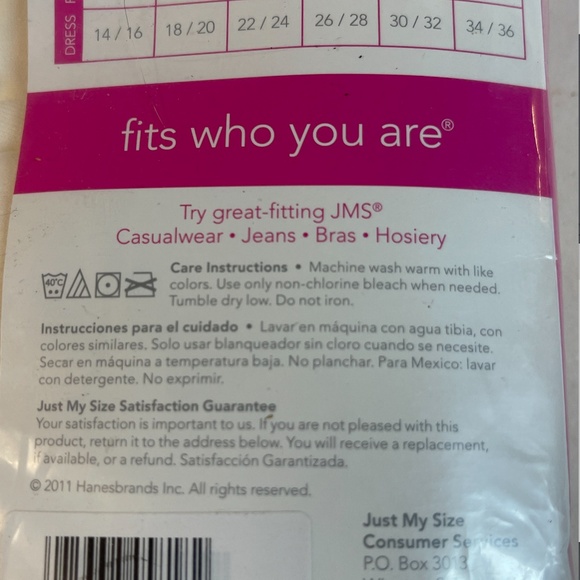 DRESS
14 / 16 18 / 20 22 / 24 26 / 28 30 / 32 34 / 36
fits who you are®
Try great-fitting JMS®
Casualwear • Jeans • Bras • Hosiery
40°C
Care Instructions • Machine wash warm with like
colors. Use only non-chlorine bleach when needed.
Tumble dry low. Do not iron.
Instrucciones para el cuidado • Lavar en máquina con agua tibia, con
colores similares. Solo usar blanqueador sin cloro cuando se necesite.
Secar en máquina a temperatura baja. No planchar. Para Mexico: lavar
con detergente. No exprimir.
Just My Size Satisfaction Guarantee
Your satisfaction is important to us. If you are not pleased with this
product, return it to the address below. You will receive a replacement,
if available, or a refund. Satisfacción Garantizada.
© 2011 Hanesbrands Inc. All rights reserved.
Just My Size
Consumer Services
P.O. Box 3013